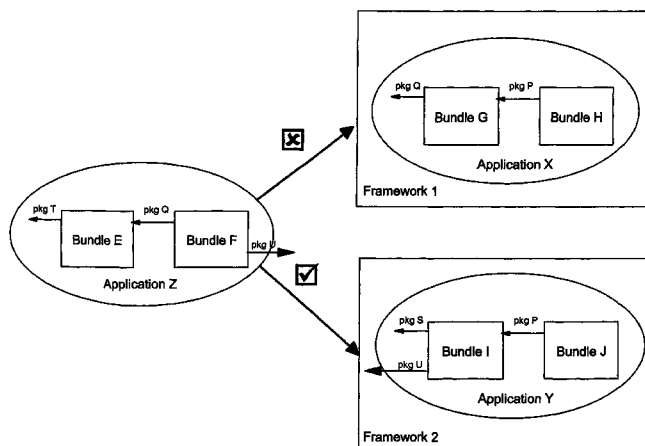 pkg Q
pkg P
Bundle G
Bundle H
Application X
Framework 1
pkg T
pkg Q
Bundle E
Bundle F
pkg U
Application Z
pkg S
pkg P
Bundle I
Bundle J
pkg U
Application Y
Framework 2